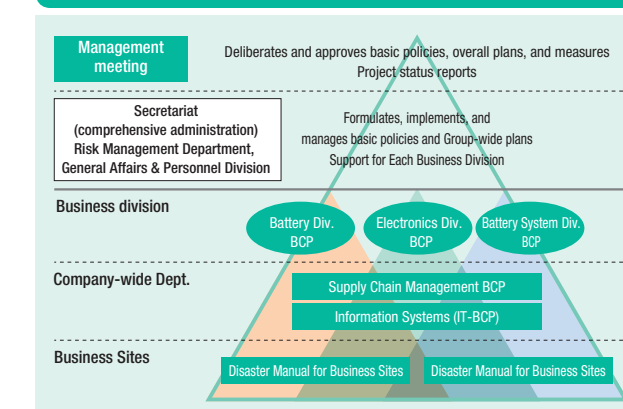 Management
meeting
Deliberates and approves basic policies, overall plans, and measures
Project status reports
Secretariat
(comprehensive administration)
Risk Management Department,
General Affairs & Personnel Division
Formulates, implements, and
manages basic policies and Group-wide plans
Support for Each Business Division
Business division
Battery Div.
BCP
Electronics Div.
BCP
Battery System Div.
BCP
Company-wide Dept.
Supply Chain Management BCP
Information Systems (IT-BCP)
Business Sites
Disaster Manual for Business Sites
Disaster Manual for Business Sites